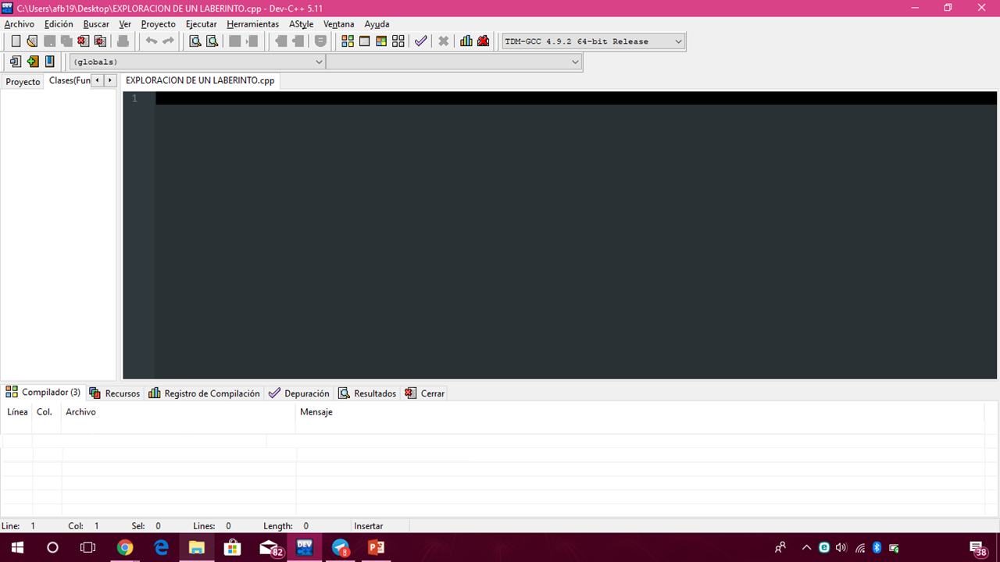 C:\Users\afb19\Desktop\EXPLORACION DE UN LABERINTO.cpp - Dev-C++ 5.11
Archivo Edición Buscar Ver Proyecto Ejecutar Herramientas AStyle Ventana Ayuda
TDM-GCC 4.9.2 64-bit Release
(globals)
Proyecto Clases(Fun EXPLORACION DE UN LABERINTO.cpp
1
Compilador (3) Recursos Registro de Compilación Depuración Resultados Cerrar
Línea Col. Archivo Mensaje
Line: 1 Col: 1 Sel: 0 Lines: 0 Length: 0 Insertar
82 DEV 8 38